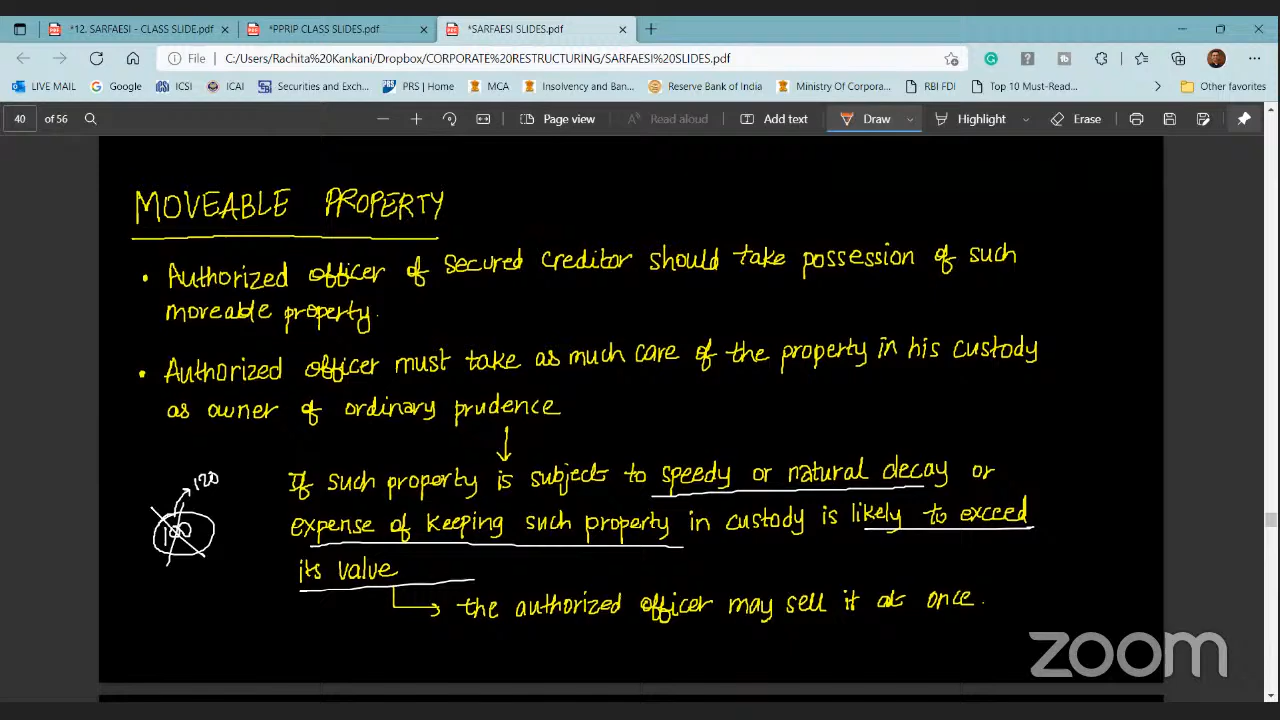 *12. SARFAESI - CLASS SLIDE.pdf
*PPRIP CLASS SLIDES.pdf
*SARFAESI SLIDES.pdf
File
C:/Users/Rachita%20Kankani/Dropbox/CORPORATE%20RESTRUCTURING/SARFAESI%20SLIDES.pdf
LIVE MAIL
Google
ICSI
ICAI
Securities and Exch...
PRS | Home
MCA
Insolvency and Ban...
Reserve Bank of India
Ministry Of Corpora...
RBI FDI
Top 10 Must-Read...
Other favorites
40 of 56
Page view
Read aloud
Add text
Draw
Highlight
Erase
MOVEABLE PROPERTY
• Authorized officer of secured creditor should take possession of such
moveable property.
• Authorized officer must take as much care of the property in his custody
as owner of ordinary prudence
120
100
If such property is subject to speedy or natural decay or
expense of keeping such property in custody is likely to exceed
its value
the authorized officer may sell it at once.
zoom